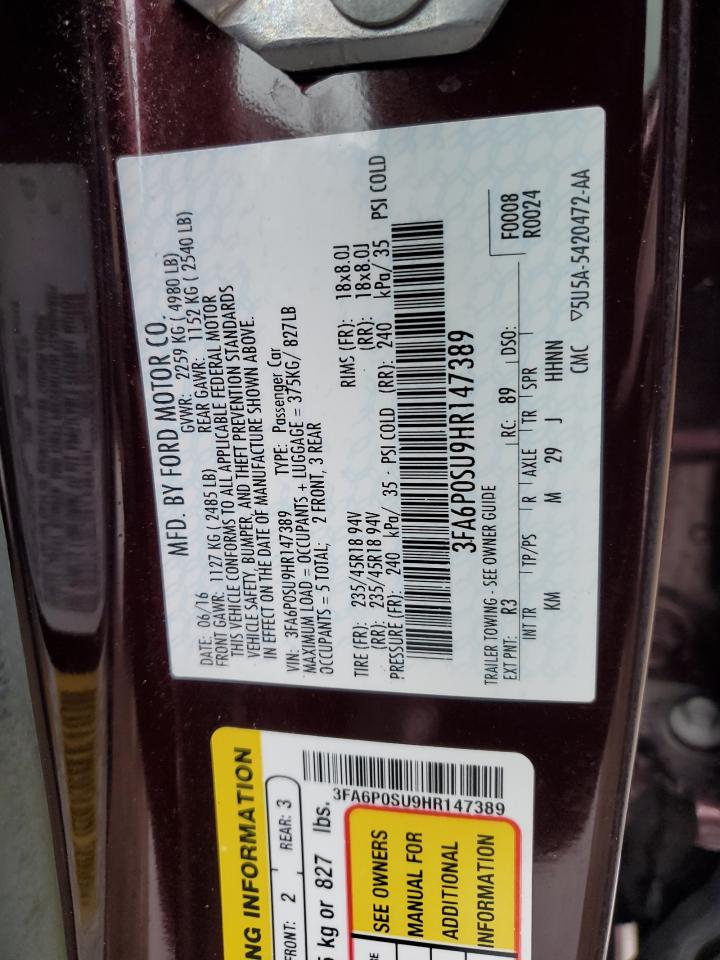 MFD. BY FORD MOTOR CO.
DATE: 06/16 GVWR: 2259 KG ( 4980 LB)
FRONT GAWR: 1127 KG ( 2485 LB) REAR GAWR: 1152 KG ( 2540 LB)
THIS VEHICLE CONFORMS TO ALL APPLICABLE FEDERAL MOTOR
VEHICLE SAFETY, BUMPER, AND THEFT PREVENTION STANDARDS
IN EFFECT ON THE DATE OF MANUFACTURE SHOWN ABOVE.
VIN: 3FA6P0SU9HR147389 TYPE: Passenger Car
MAXIMUM LOAD = OCCUPANTS + LUGGAGE = 375KG/ 827LB
OCCUPANTS = 5 TOTAL; 2 FRONT, 3 REAR
TIRE (FR): 235/45R18 94V RIMS (FR): 18x8.0J
(RR): 235/45R18 94V (RR): 18x8.0J
PRESSURE (FR): 240 kPa/ 35 PSI COLD (RR): 240 kPa/ 35 PSI COLD
3FA6P0SU9HR147389
TRAILER TOWING - SEE OWNER GUIDE F0008
EXT PNT: R3 RC: 89 DSO: R0024
INT TR TP/PS R AXLE TR SPR
KM M 29 J HHNN
CMC ▽5U5A-5420472-AA
NG INFORMATION
FRONT: 2 REAR: 3
kg or 827 lbs.
3FA6P0SU9HR147389
SEE OWNERS
MANUAL FOR
ADDITIONAL
INFORMATION